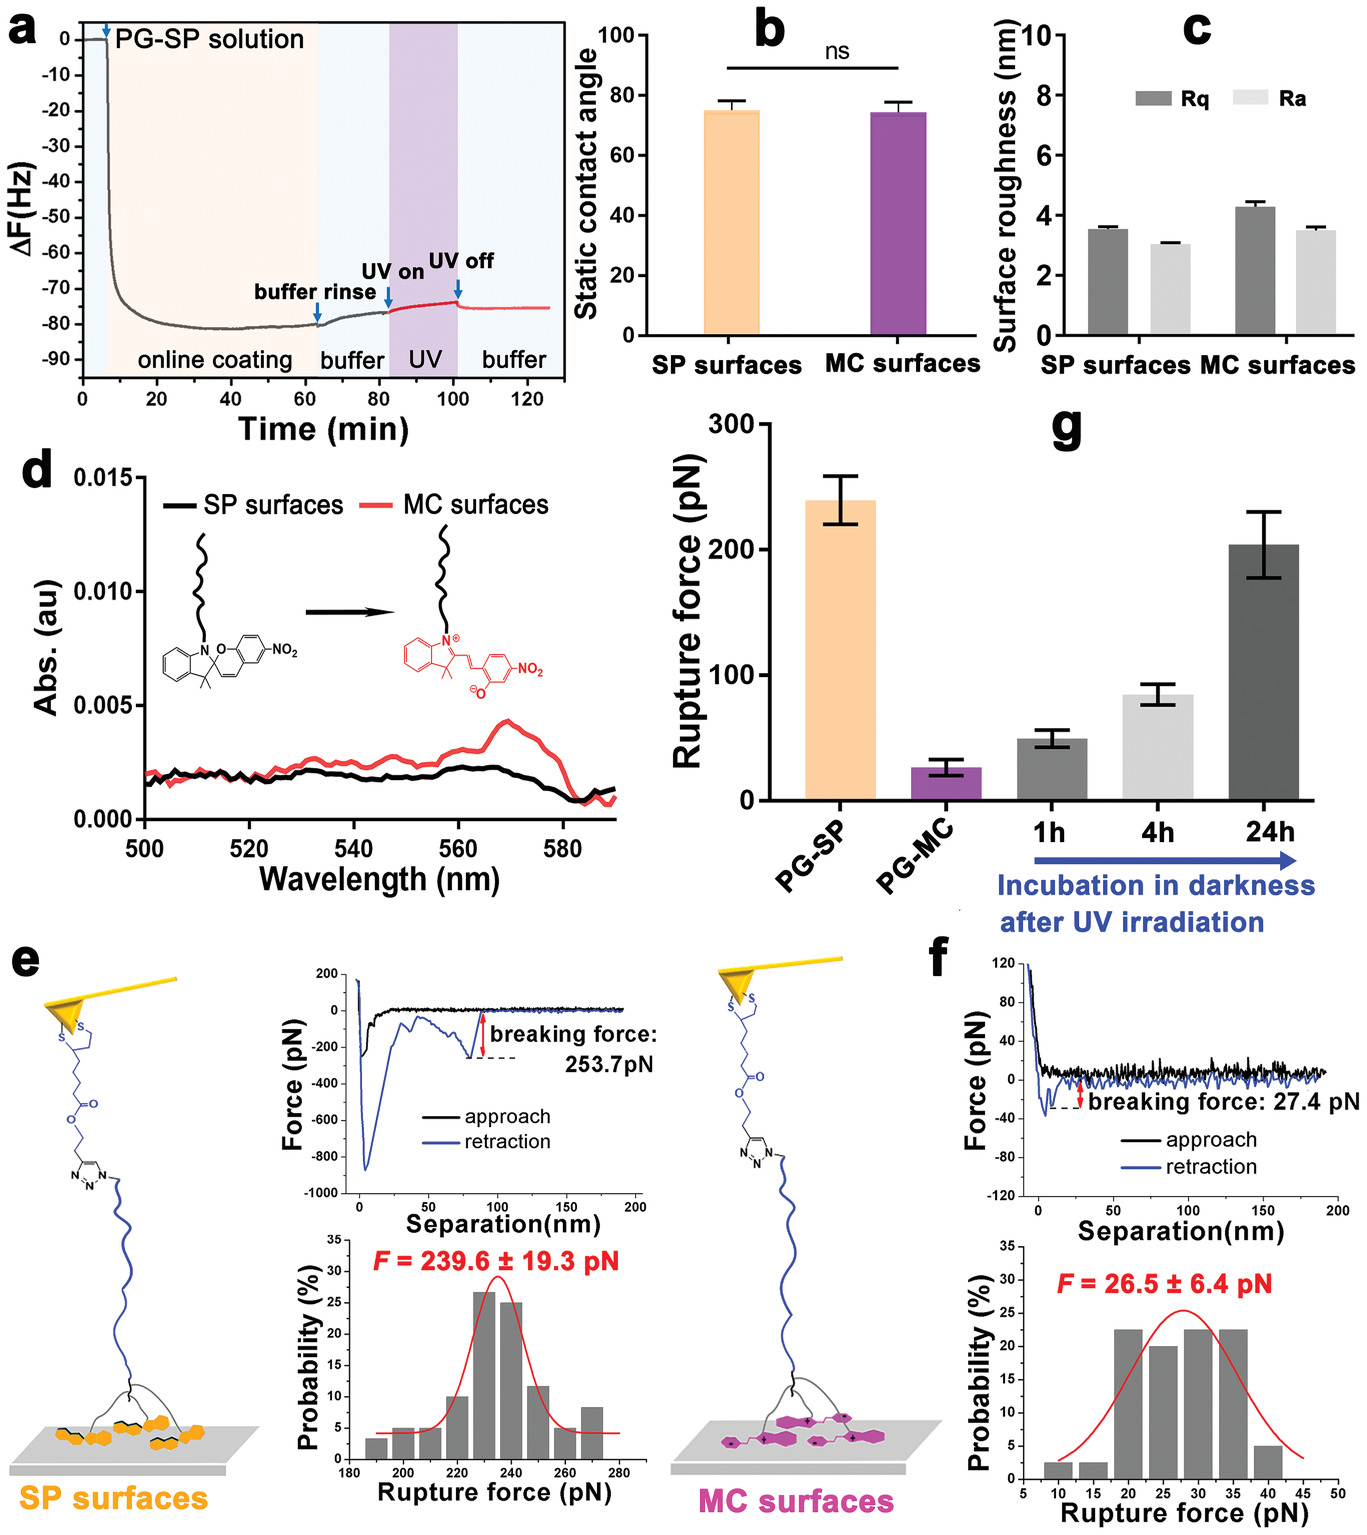 a
PG-SP solution
0
-10
-20
-30
-40
-50
-60
-70
-80
-90
ΔF(Hz)
buffer rinse
UV on
UV off
online coating
buffer
UV
buffer
0 20 40 60 80 100 120
Time (min)
b
ns
100
80
60
40
20
0
Static contact angle
SP surfaces
MC surfaces
c
Rq
Ra
10
8
6
4
2
0
Surface roughness (nm)
SP surfaces MC surfaces
d
0.015
0.010
0.005
0.000
Abs. (au)
SP surfaces
MC surfaces
N
O
NO2
N+
NO2
⊖O
500 520 540 560 580
Wavelength (nm)
g
300
200
100
0
Rupture force (pN)
PG-SP
PG-MC
1h
4h
24h
Incubation in darkness
after UV irradiation
e
S
S
O
O
N
N
N
SP surfaces
200
0
-200
-400
-600
-800
-1000
Force (pN)
breaking force:
253.7pN
approach
retraction
0 50 100 150 200
Separation(nm)
F = 239.6 ± 19.3 pN
35
30
25
20
15
10
5
0
Probability (%)
180 200 220 240 260 280
Rupture force (pN)
f
S
S
O
O
N
N
N
- + + - - +
MC surfaces
120
80
40
0
-40
-80
-120
Force (pN)
breaking force: 27.4 pN
approach
retraction
0 50 100 150 200
Separation(nm)
F = 26.5 ± 6.4 pN
35
30
25
20
15
10
5
0
Probability (%)
5 10 15 20 25 30 35 40 45 50
Rupture force (pN)